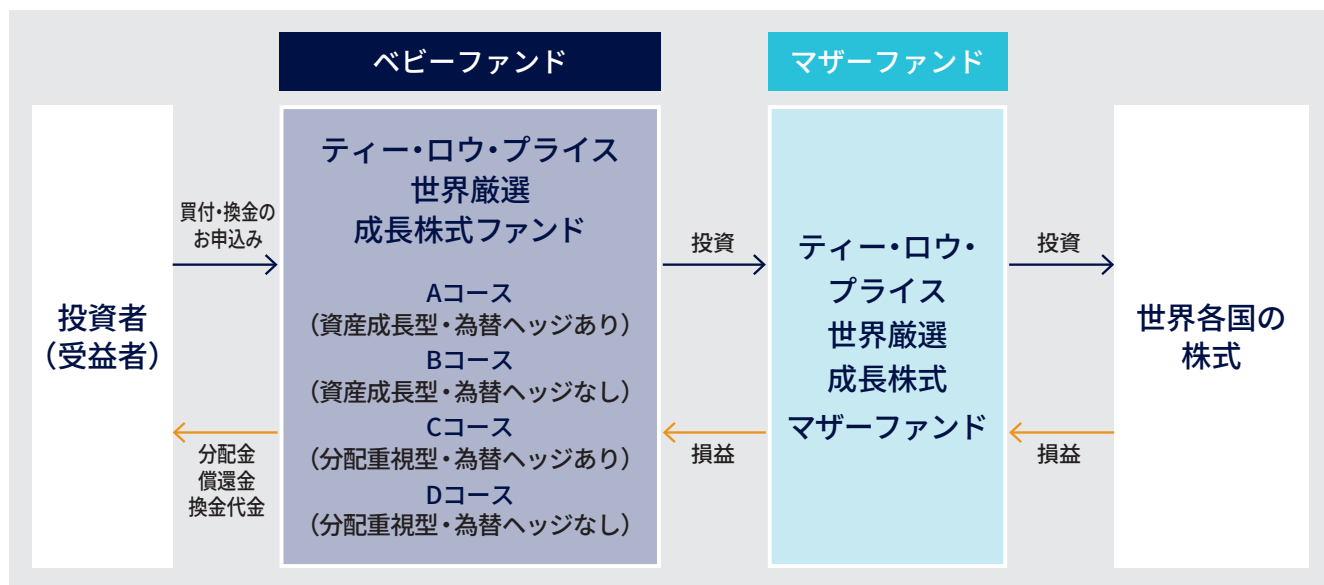 ベビーファンド
マザーファンド
投資者
（受益者）
買付・換金の
お申込み
分配金
償還金
換金代金
ティー・ロウ・プライス
世界厳選
成長株式ファンド
Aコース
（資産成長型・為替ヘッジあり）
Bコース
（資産成長型・為替ヘッジなし）
Cコース
（分配重視型・為替ヘッジあり）
Dコース
（分配重視型・為替ヘッジなし）
投資
損益
ティー・ロウ・
プライス
世界厳選
成長株式
マザーファンド
投資
損益
世界各国の
株式